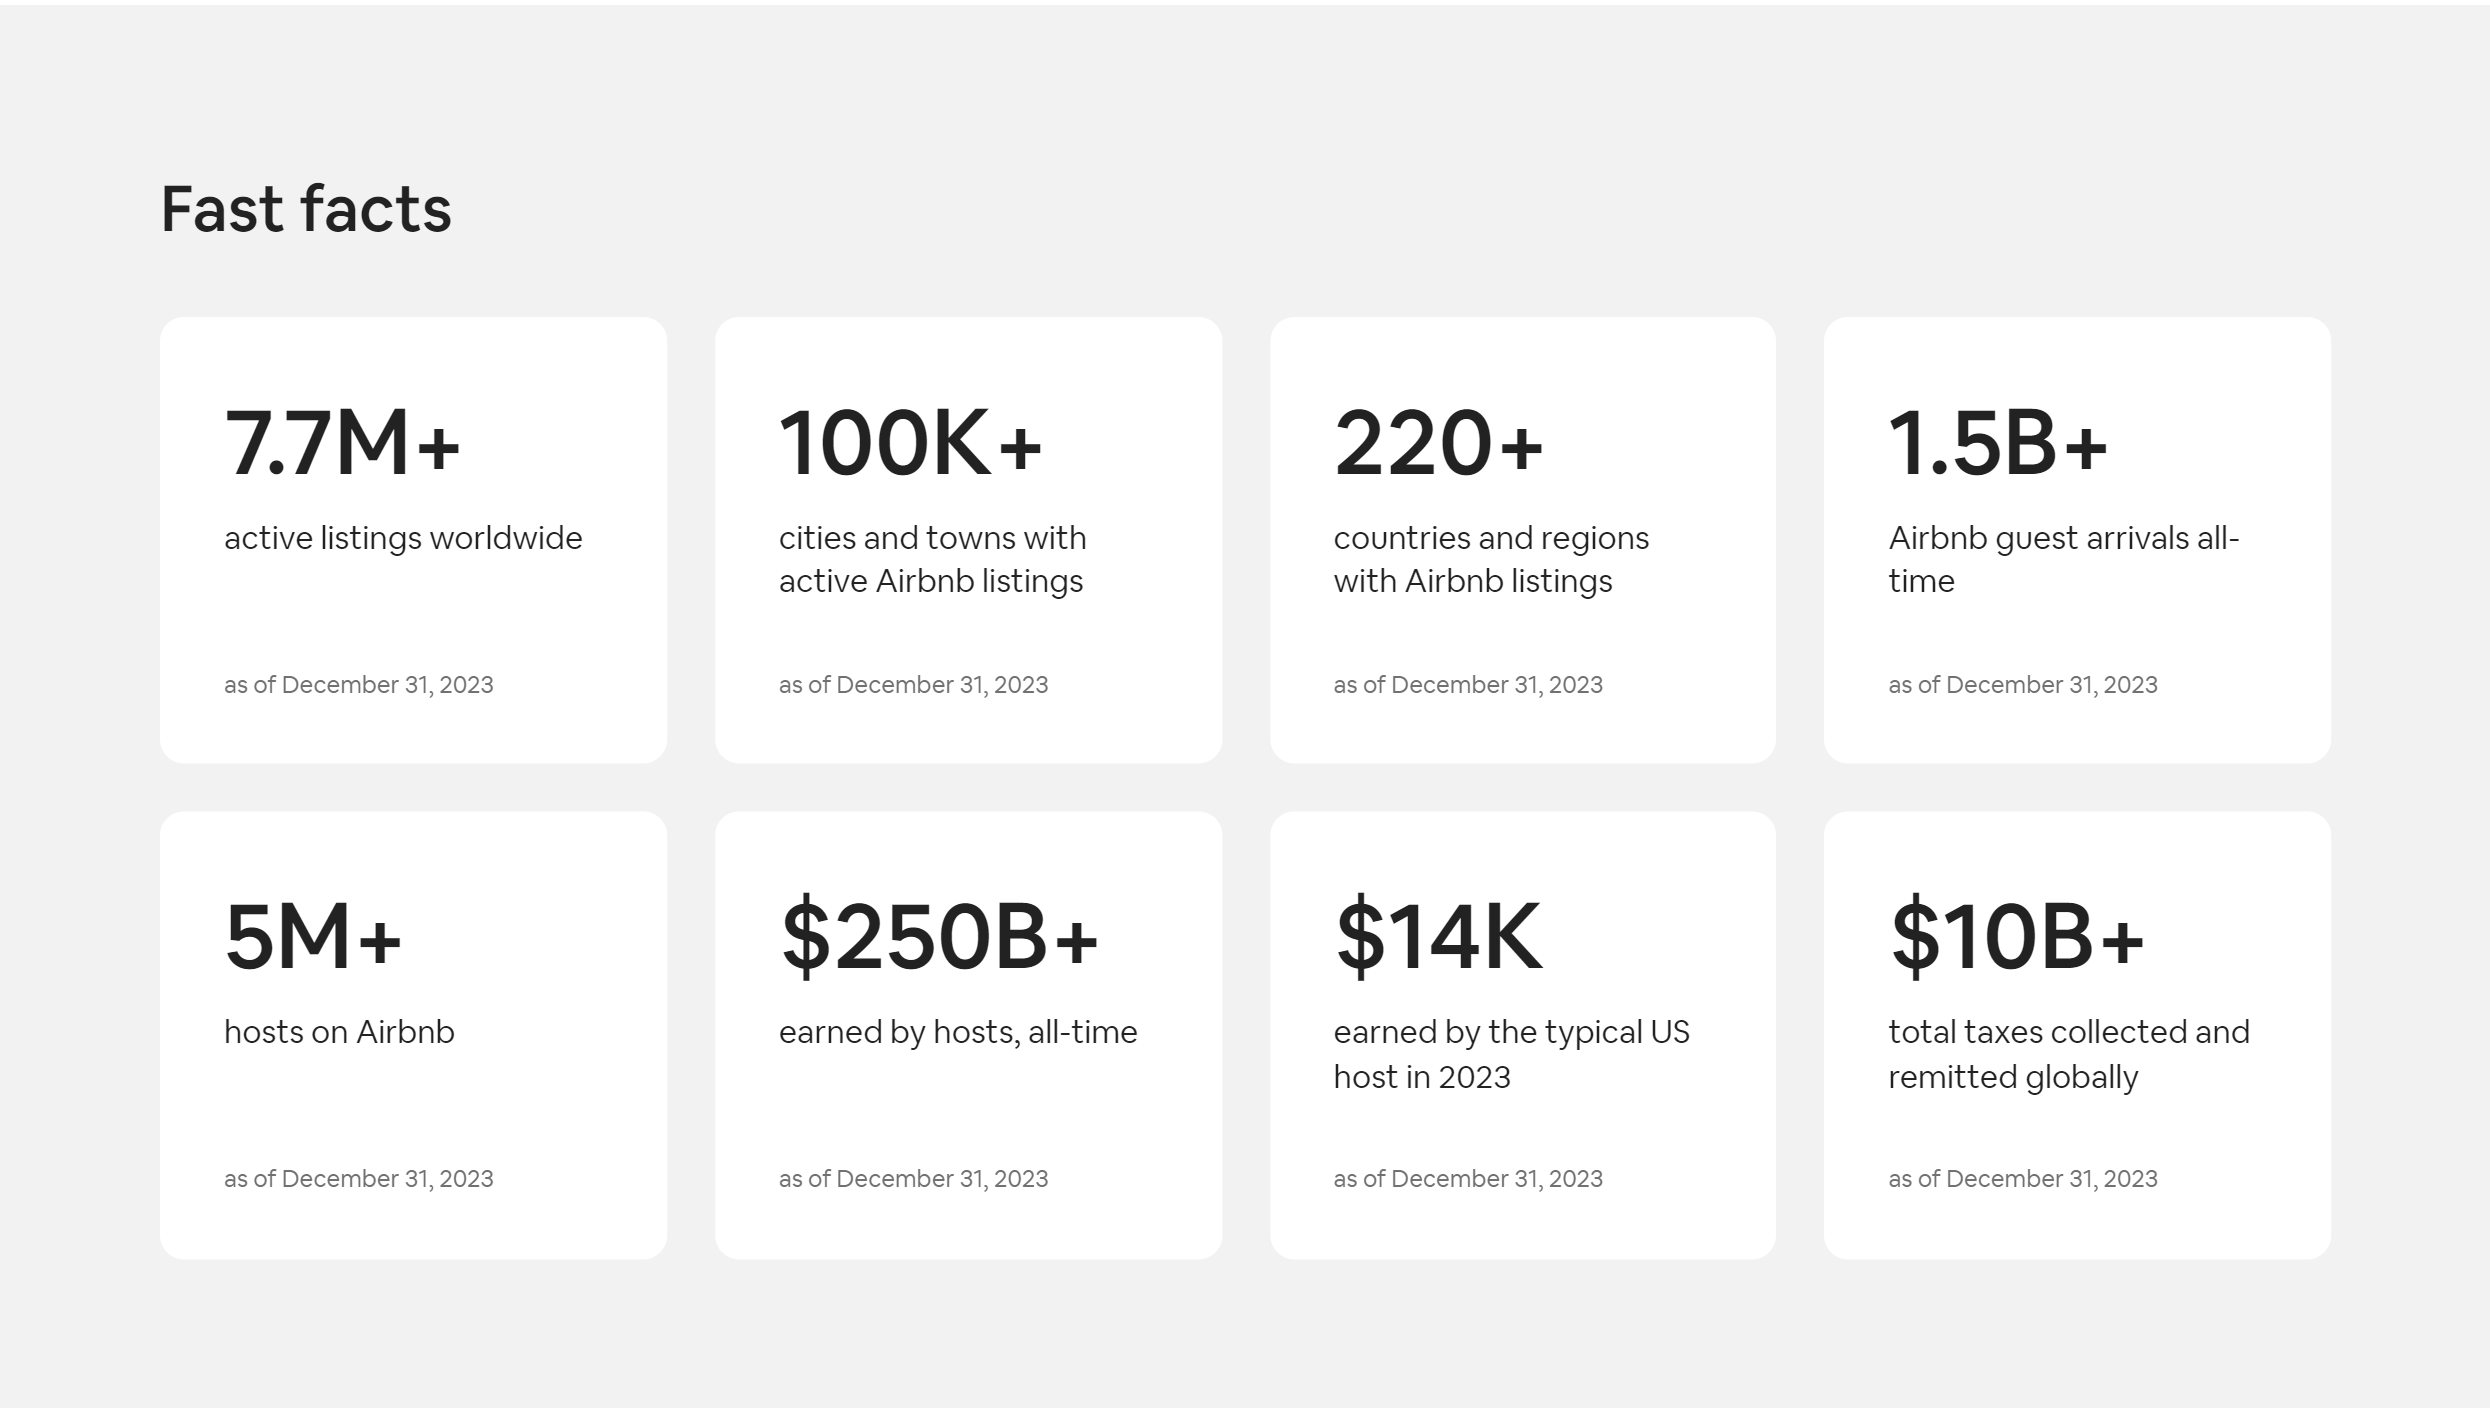 Fast facts
7.7M+
active listings worldwide
as of December 31, 2023
100K+
cities and towns with
active Airbnb listings
as of December 31, 2023
220+
countries and regions
with Airbnb listings
as of December 31, 2023
1.5B+
Airbnb guest arrivals all-
time
as of December 31, 2023
5M+
hosts on Airbnb
as of December 31, 2023
$250B+
earned by hosts, all-time
as of December 31, 2023
$14K
earned by the typical US
host in 2023
as of December 31, 2023
$10B+
total taxes collected and
remitted globally
as of December 31, 2023